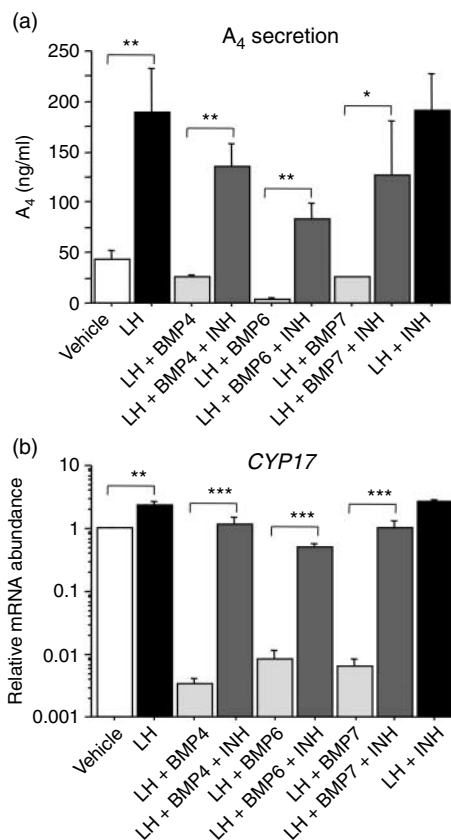 (a)
A₄ secretion
A₄ (ng/ml)
250
200
150
100
50
0
**
**
**
*
Vehicle
LH
LH + BMP4
LH + BMP4 + INH
LH + BMP6
LH + BMP6 + INH
LH + BMP7
LH + BMP7 + INH
LH + INH
(b)
CYP17
Relative mRNA abundance
10
1
0.1
0.01
0.001
**
***
***
***
Vehicle
LH
LH + BMP4
LH + BMP4 + INH
LH + BMP6
LH + BMP6 + INH
LH + BMP7
LH + BMP7 + INH
LH + INH